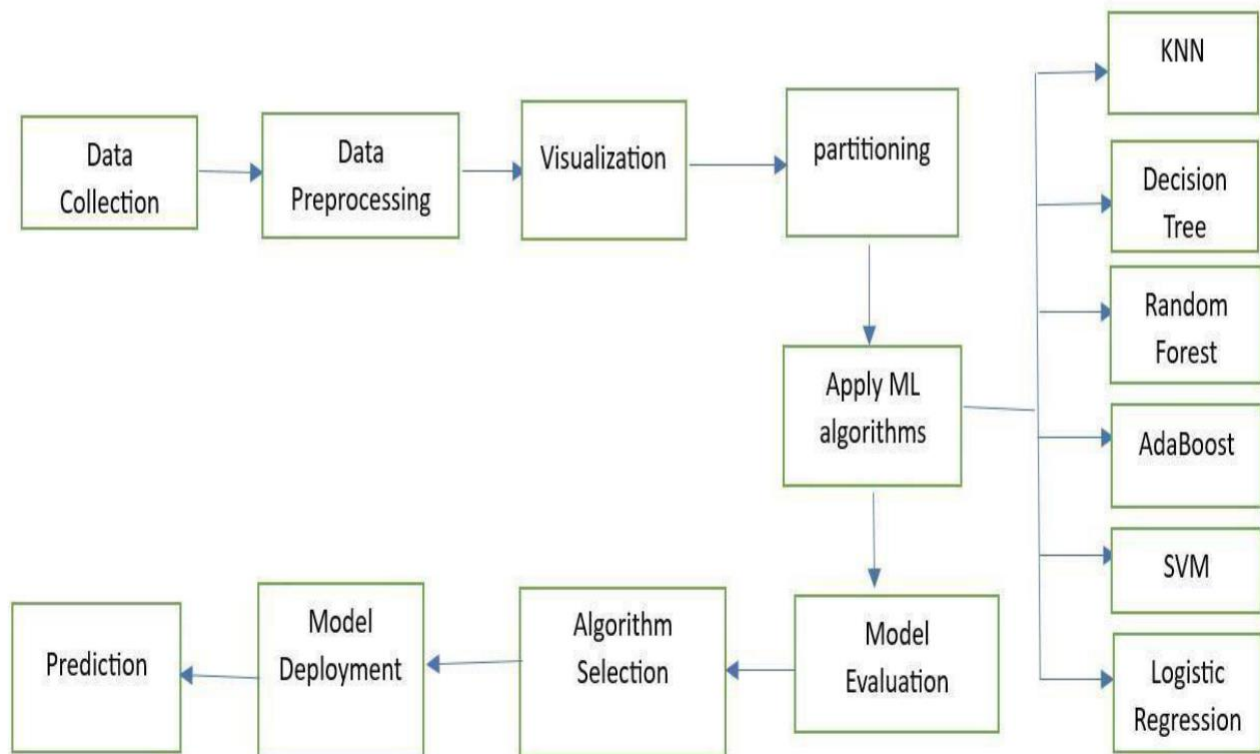 Data
Collection
Data
Preprocessing
Visualization
partitioning
Apply ML
algorithms
KNN
Decision
Tree
Random
Forest
AdaBoost
SVM
Logistic
Regression
Model
Evaluation
Algorithm
Selection
Model
Deployment
Prediction